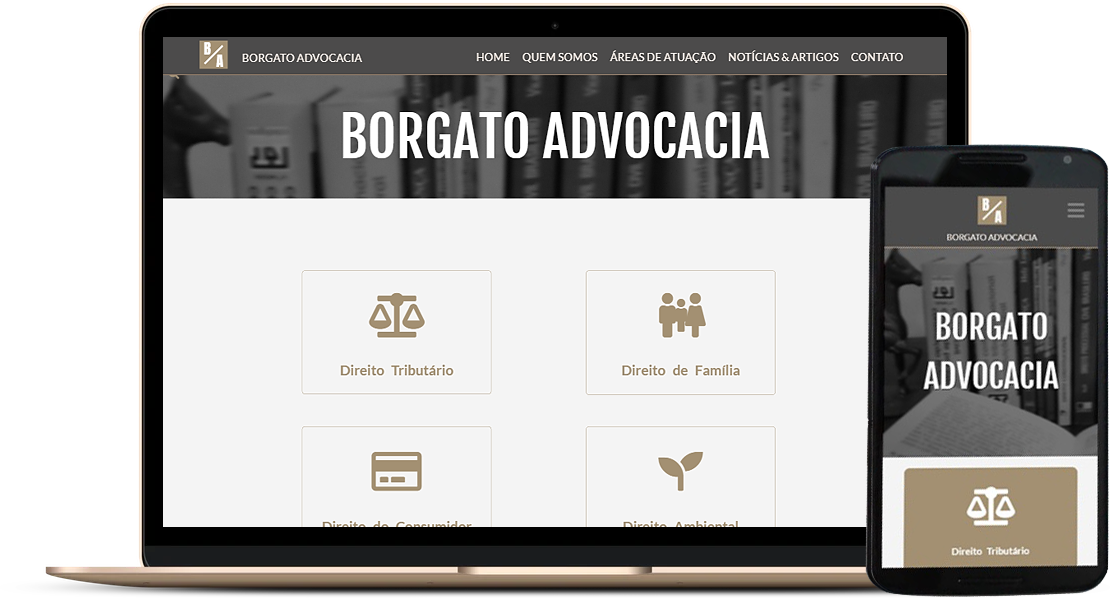 B/A
BORGATO ADVOCACIA
HOME QUEM SOMOS ÁREAS DE ATUAÇÃO NOTÍCIAS & ARTIGOS CONTATO
BORGATO ADVOCACIA
Direito Tributário
Direito de Família
Direito do Consumidor
Direito Ambiental
B/A
BORGATO ADVOCACIA
BORGATO
ADVOCACIA
Direito Tributário